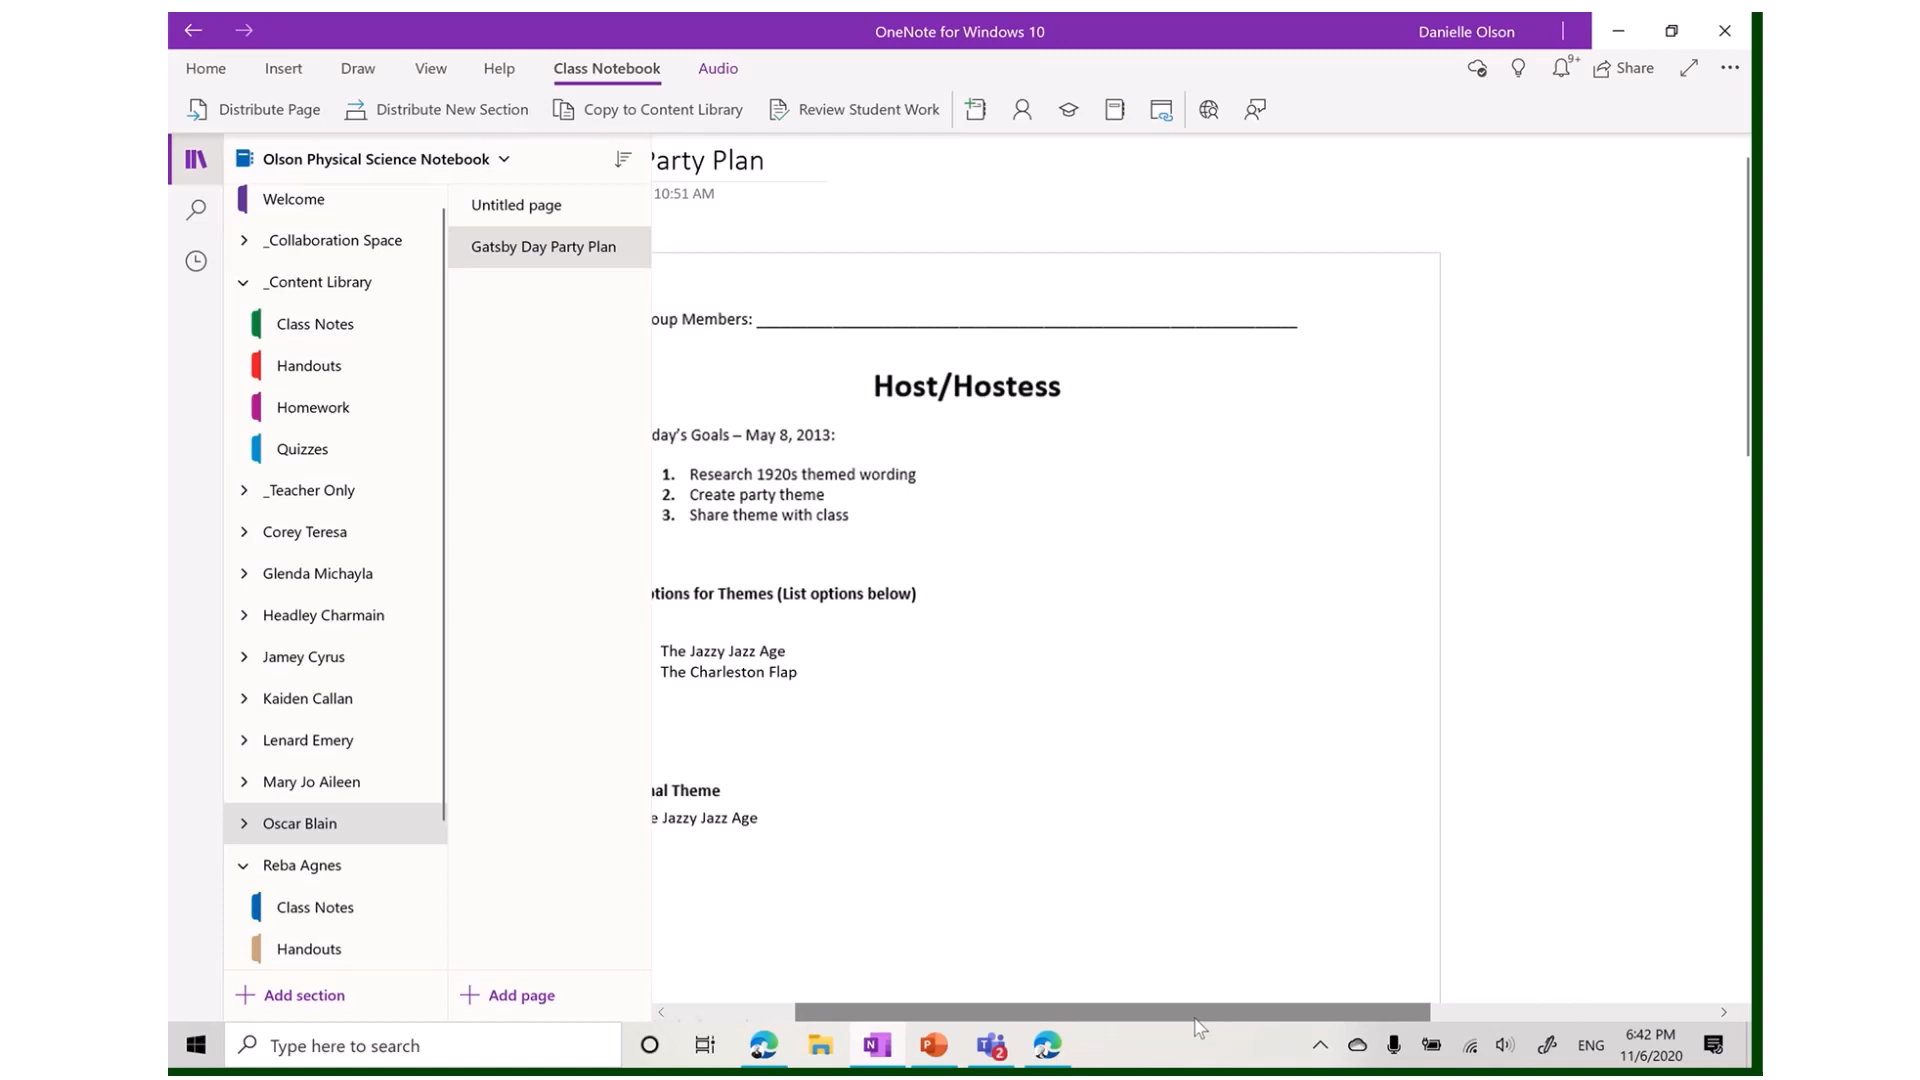 OneNote for Windows 10
Danielle Olson
Home
Insert
Draw
View
Help
Class Notebook
Audio
9+
Share
Distribute Page
Distribute New Section
Copy to Content Library
Review Student Work
Olson Physical Science Notebook
Welcome
_Collaboration Space
_Content Library
Class Notes
Handouts
Homework
Quizzes
_Teacher Only
Corey Teresa
Glenda Michayla
Headley Charmain
Jamey Cyrus
Kaiden Callan
Lenard Emery
Mary Jo Aileen
Oscar Blain
Reba Agnes
Class Notes
Handouts
Add section
Untitled page
Gatsby Day Party Plan
Add page
Party Plan
10:51 AM
oup Members:
Host/Hostess
day's Goals – May 8, 2013:
1. Research 1920s themed wording
2. Create party theme
3. Share theme with class
tions for Themes (List options below)
The Jazzy Jazz Age
The Charleston Flap
nal Theme
e Jazzy Jazz Age
Type here to search
N
P
2
ENG
6:42 PM
11/6/2020